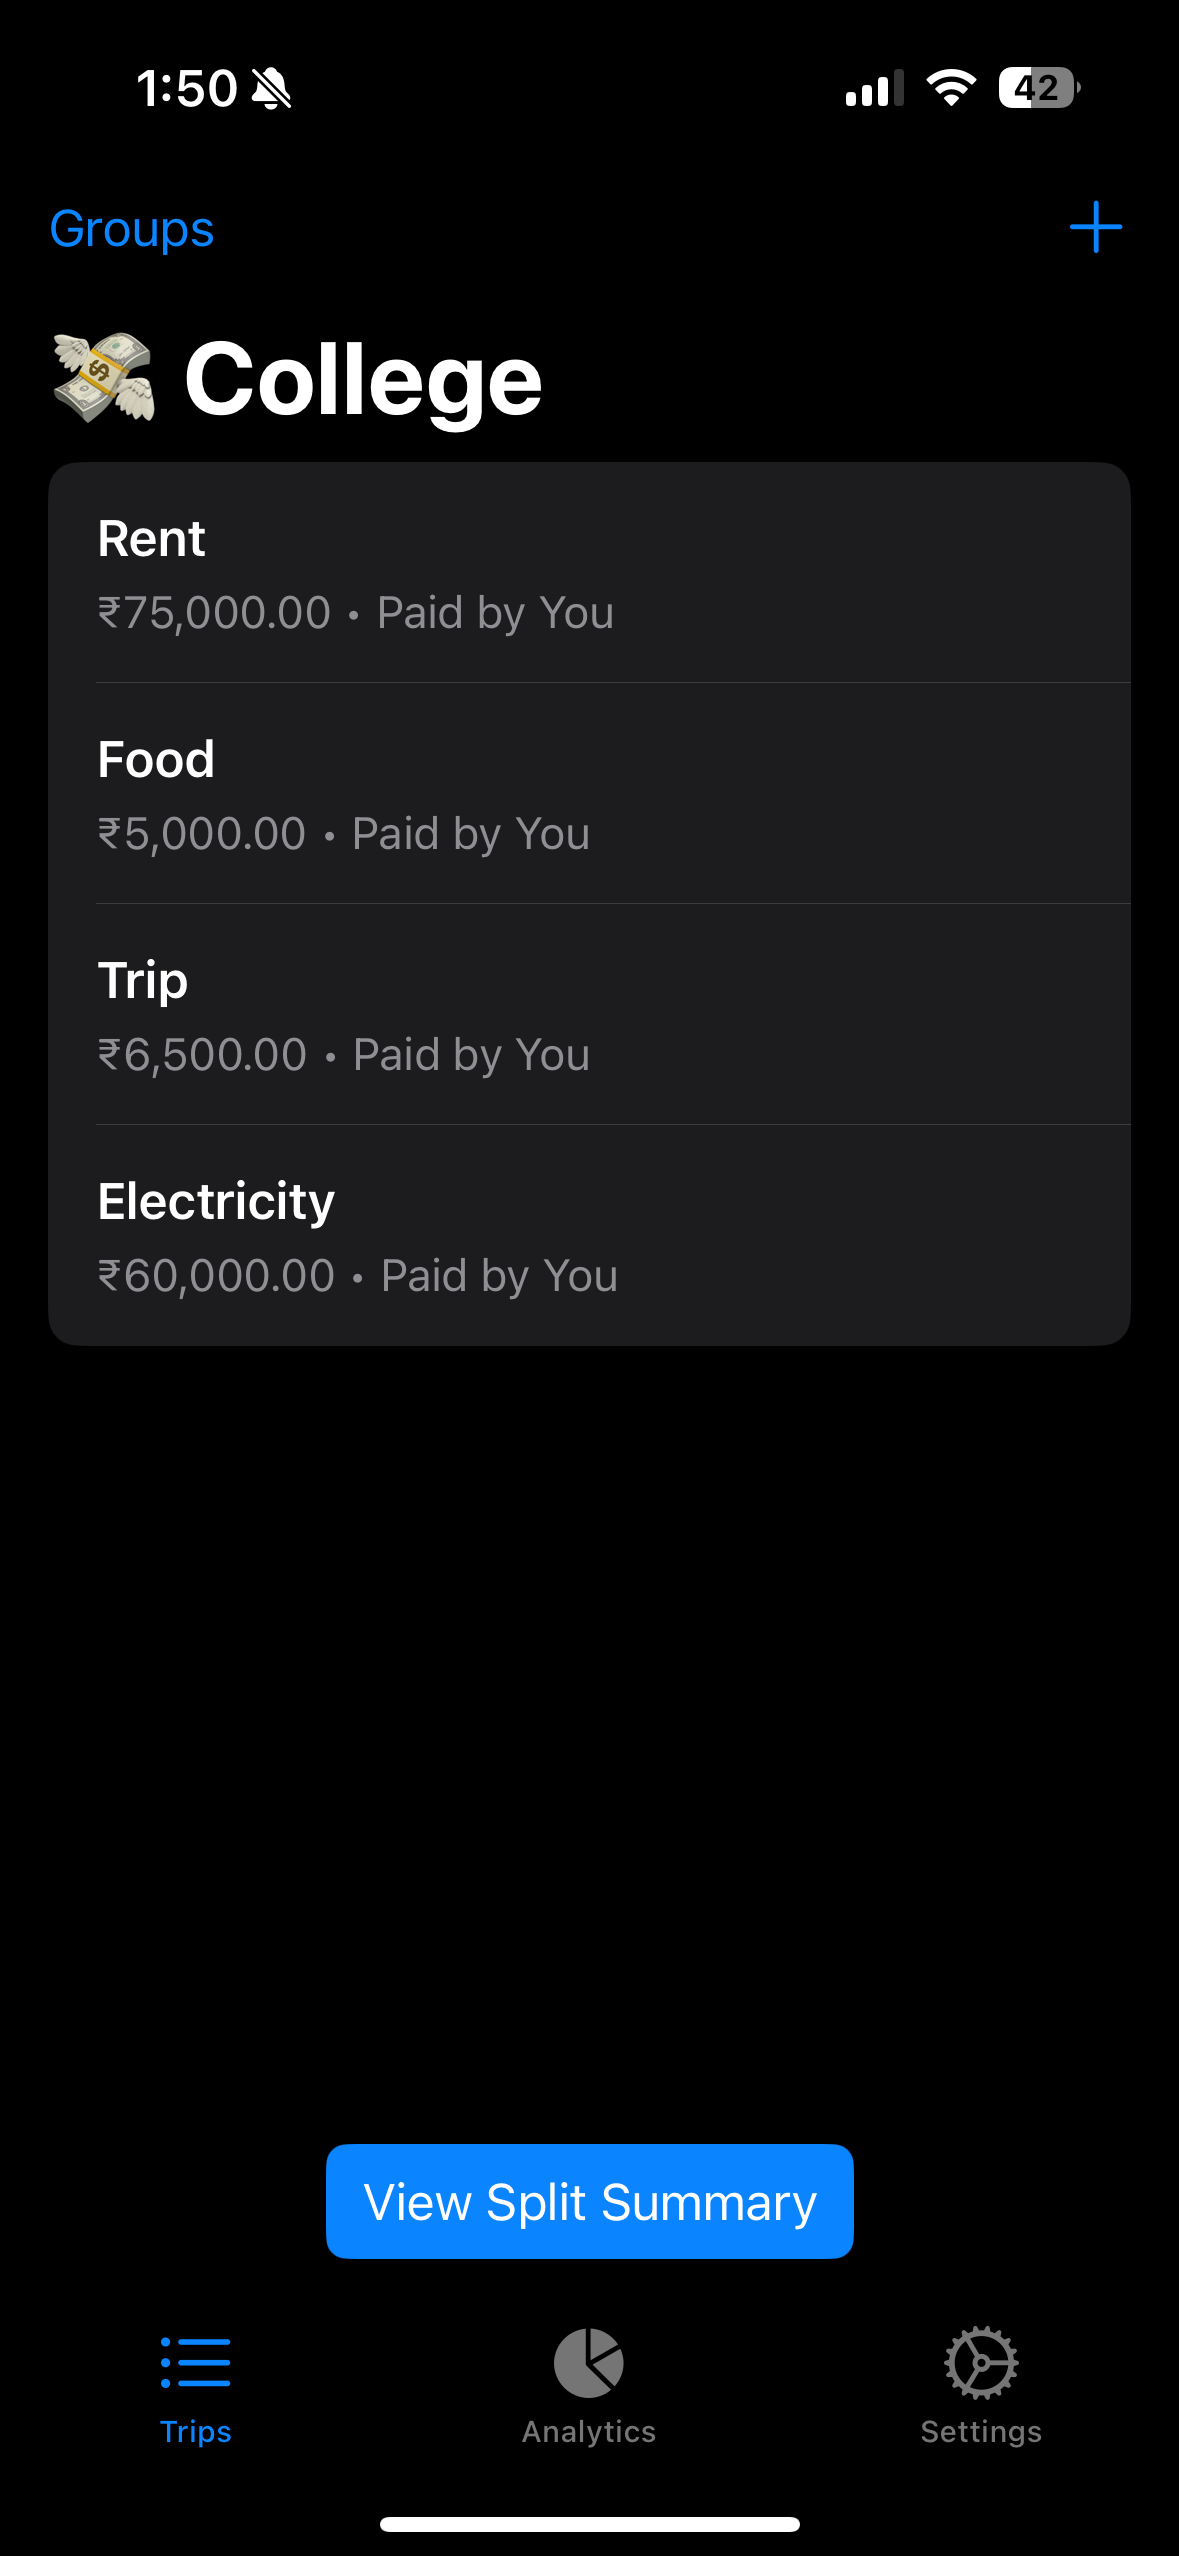 1:50
42
Groups
College
Rent
₹75,000.00 • Paid by You
Food
₹5,000.00 • Paid by You
Trip
₹6,500.00 • Paid by You
Electricity
₹60,000.00 • Paid by You
View Split Summary
Trips
Analytics
Settings